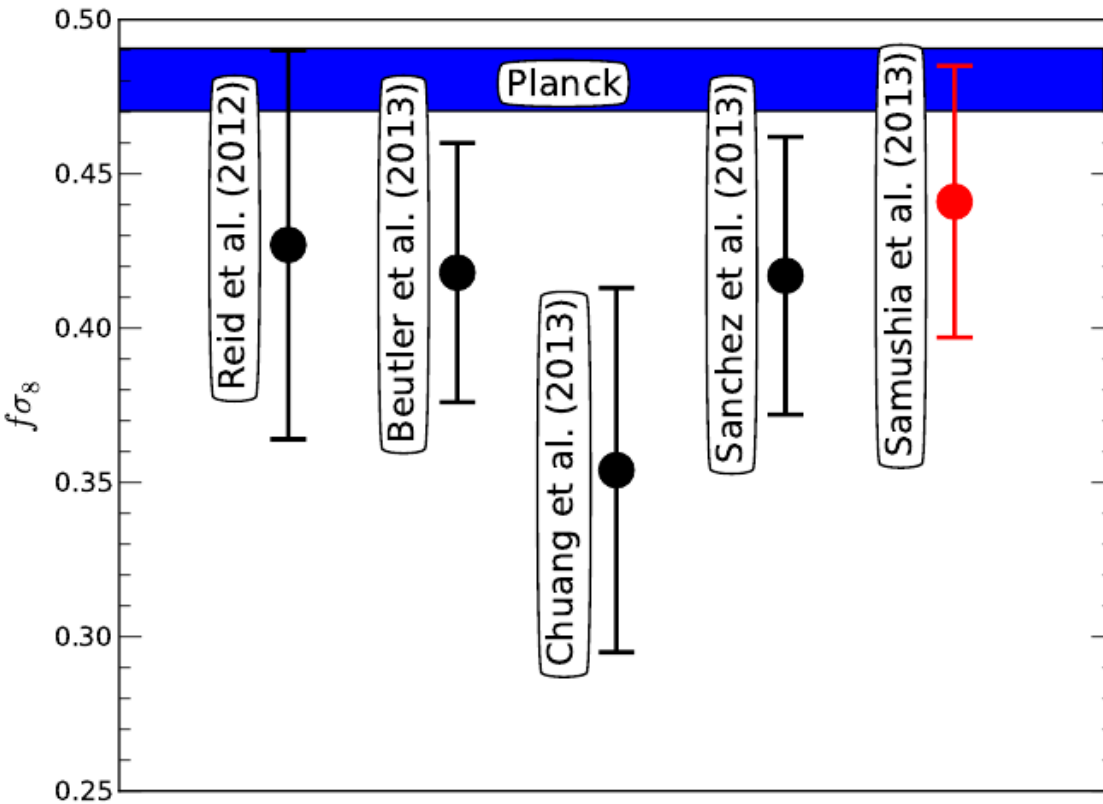 0.50
0.45
0.40
0.35
0.30
0.25
fσ₈
Planck
Reid et al. (2012)
Beutler et al. (2013)
Chuang et al. (2013)
Sanchez et al. (2013)
Samushia et al. (2013)